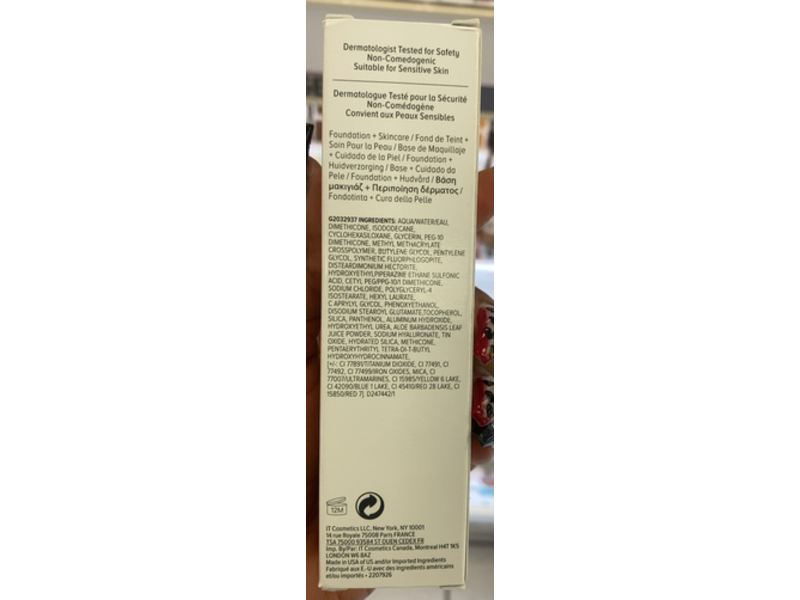 Dermatologist Tested for Safety
Non-Comedogenic
Suitable for Sensitive Skin
Dermatologue Testé pour la Sécurité
Non-Comédogène
Convient aux Peaux Sensibles
Foundation + Skincare / Fond de Teint +
Soin Pour la Peau / Base de Maquillaje
+ Cuidado de la Piel / Foundation +
Huidverzorging / Base + Cuidado da
Pele / Foundation + Hudvård / Βάση
μακιγιάζ + Περιποίηση δέρματος /
Fondotinta + Cura della Pelle
G2032937 INGREDIENTS: AQUA/WATER/EAU,
DIMETHICONE, ISODODECANE,
CYCLOHEXASILOXANE, GLYCERIN, PEG-10
DIMETHICONE, METHYL METHACRYLATE
CROSSPOLYMER, BUTYLENE GLYCOL, PENTYLENE
GLYCOL, SYNTHETIC FLUORPHLOGOPITE,
DISTEARDIMONIUM HECTORITE,
HYDROXYETHYLPIPERAZINE ETHANE SULFONIC
ACID, CETYL PEG/PPG-10/1 DIMETHICONE,
SODIUM CHLORIDE, POLYGLYCERYL-4
ISOSTEARATE, HEXYL LAURATE,
C APRYLYL GLYCOL, PHENOXYETHANOL,
DISODIUM STEAROYL GLUTAMATE,TOCOPHEROL,
SILICA, PANTHENOL, ALUMINUM HYDROXIDE,
HYDROXYETHYL UREA, ALOE BARBADENSIS LEAF
JUICE POWDER, SODIUM HYALURONATE, TIN
OXIDE, HYDRATED SILICA, METHICONE,
PENTAERYTHRITYL TETRA-DI-T-BUTYL
HYDROXYHYDROCINNAMATE,
[+/-: CI 77891/TITANIUM DIOXIDE, CI 77491, CI
77492, CI 77499/IRON OXIDES, MICA, CI
77007/ULTRAMARINES, CI 15985/YELLOW 6 LAKE,
CI 42090/BLUE 1 LAKE, CI 45410/RED 28 LAKE, CI
15850/RED 7]. D247442/1
12M
IT Cosmetics LLC, New York, NY 10001
14 rue Royale 75008 Paris FRANCE
TSA 75000 93584 ST OUEN CEDEX FR
Imp. By/Par: IT Cosmetics Canada, Montreal H4T 1K5
LONDON W6 8AZ
Made in USA of US and/or Imported Ingredients
Fabriqué aux E.-U avec des ingrédients américains
et/ou importés • 2207926